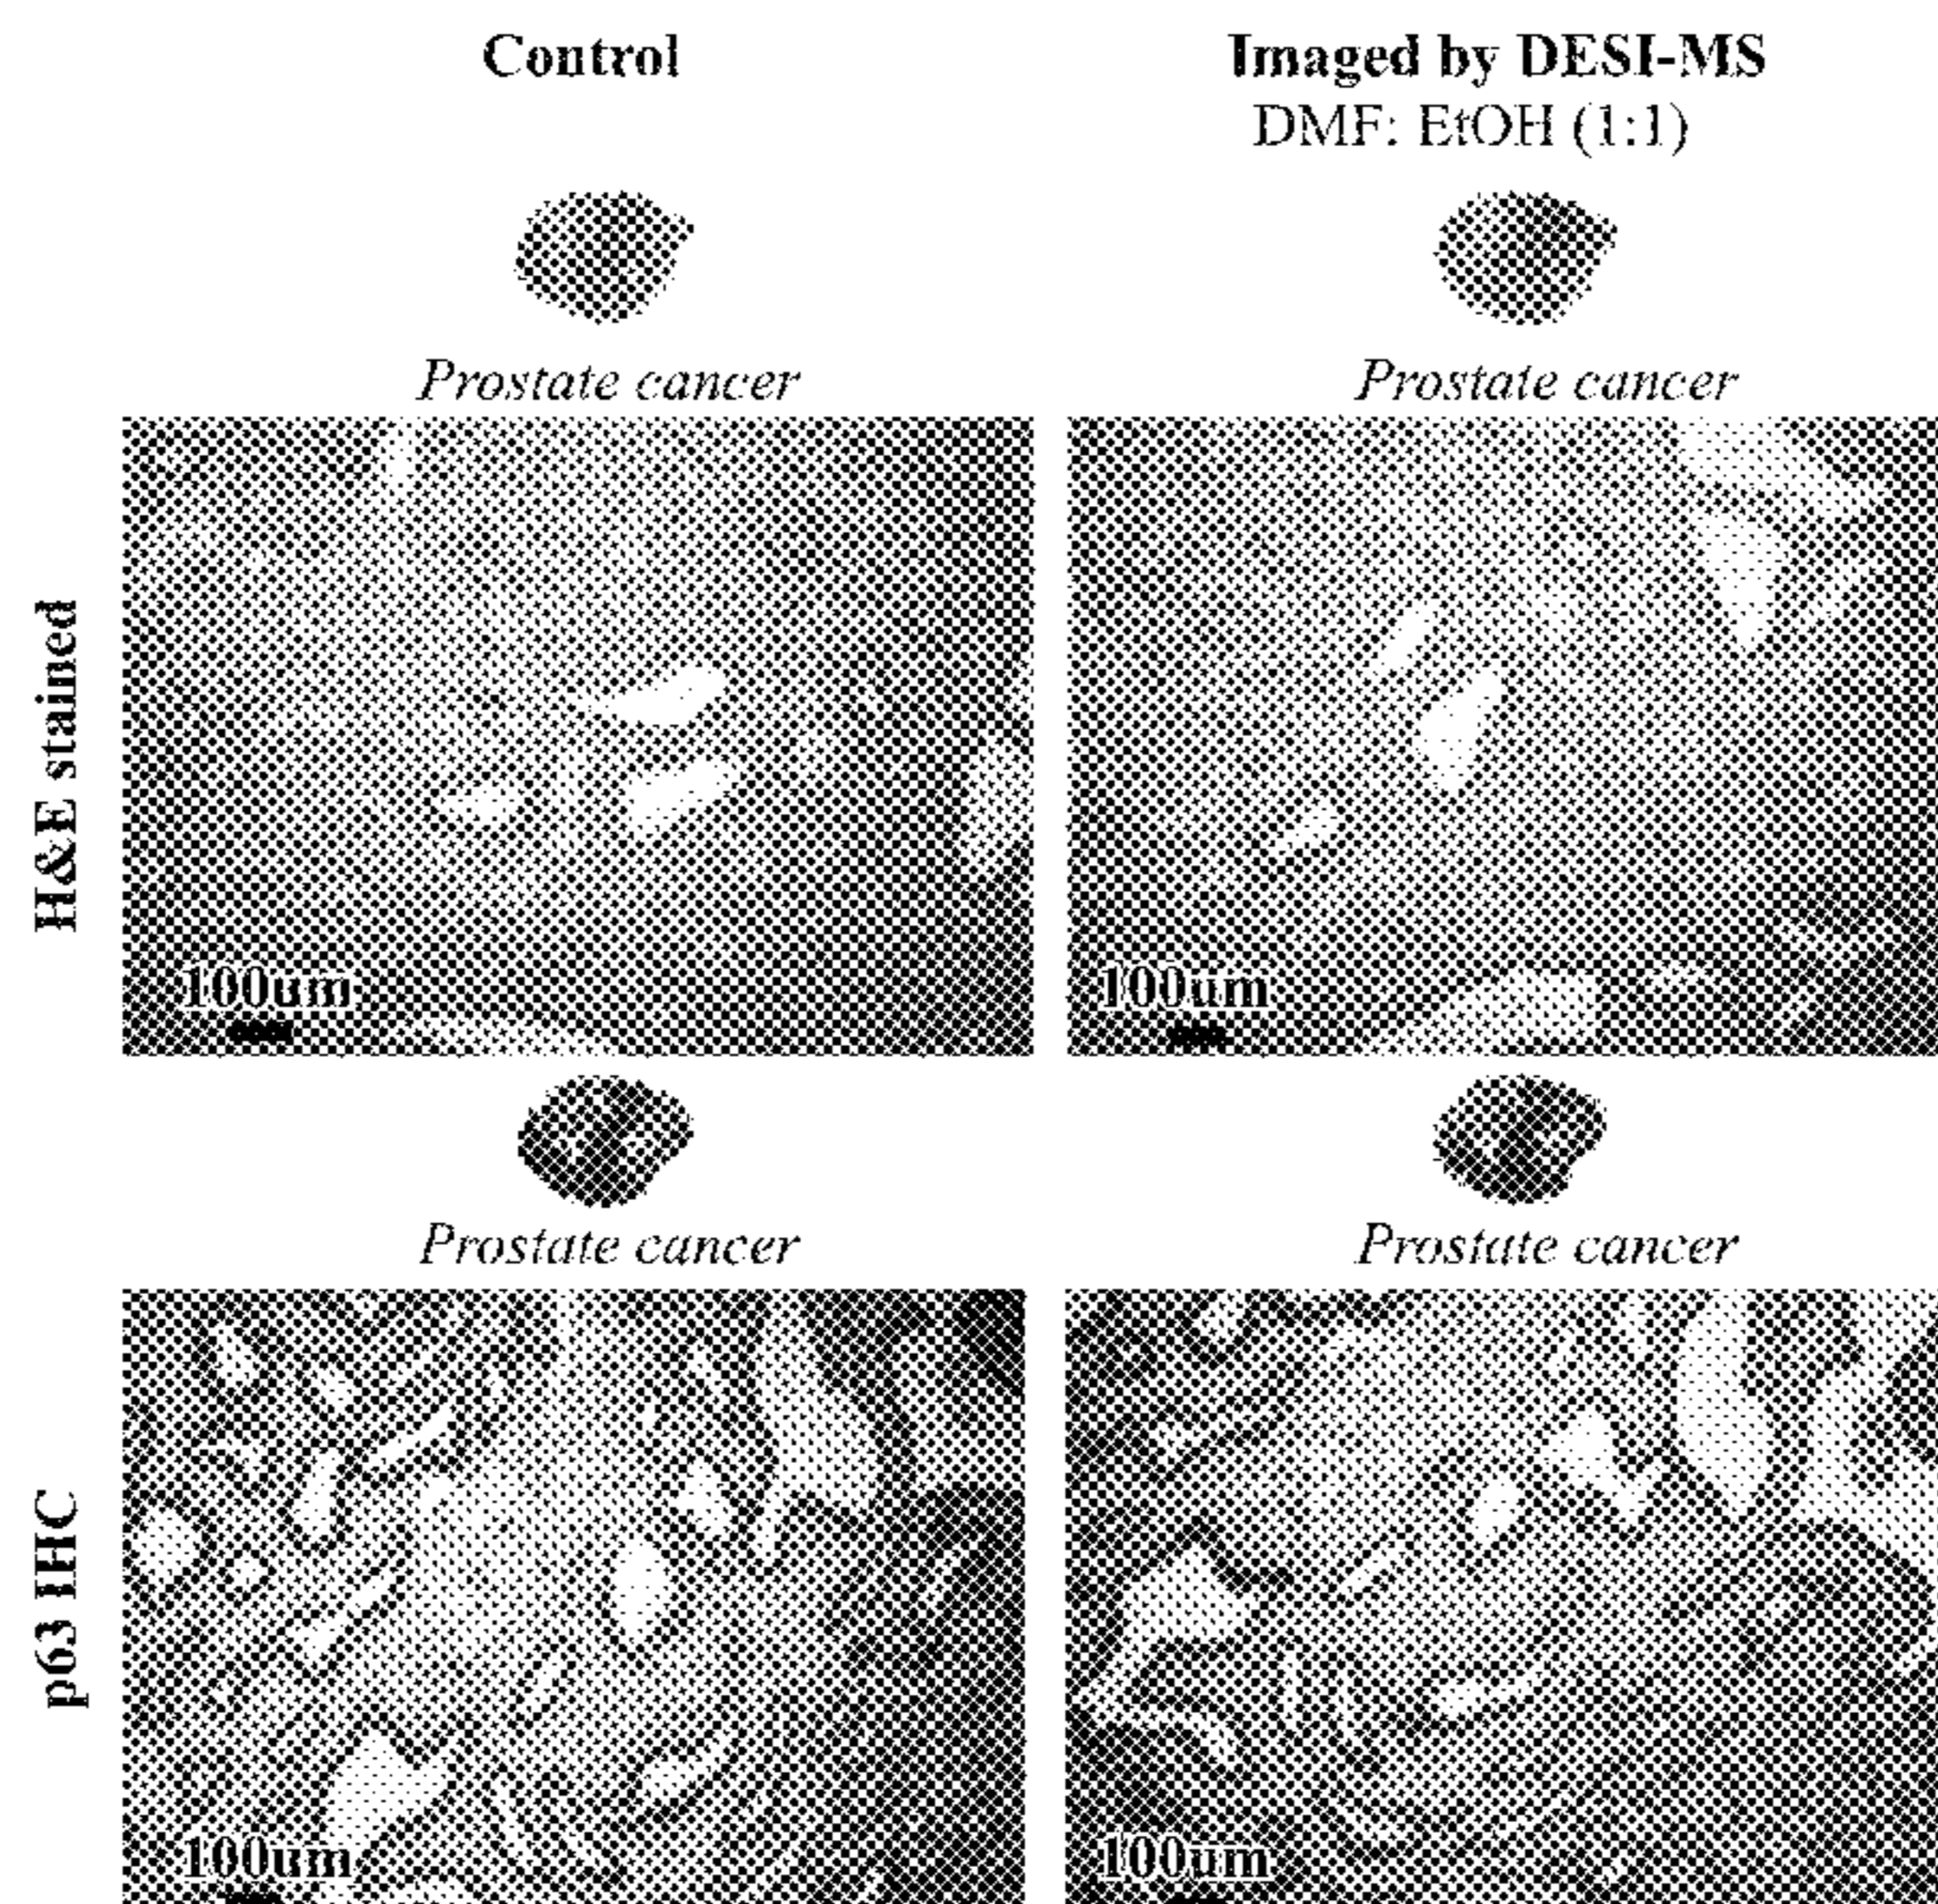 Control
Imaged by DESI-MS
DMF: EtOH (1:1)
Prostate cancer
Prostate cancer
H&E stained
100um
100um
Prostate cancer
Prostate cancer
p63 IHC
100um
100um